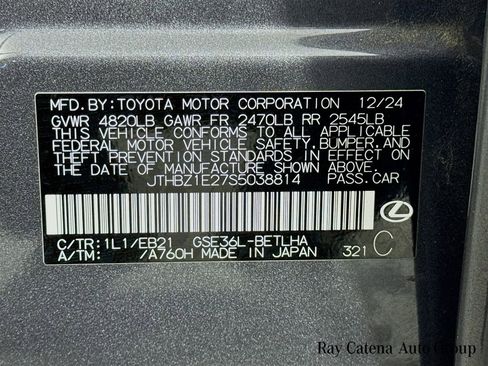 MFD.BY:TOYOTA MOTOR CORPORATION 12/24
GVWR 4820LB GAWR FR 2470LB RR 2545LB
THIS VEHICLE CONFORMS TO ALL APPLICABLE
FEDERAL MOTOR VEHICLE SAFETY,BUMPER,AND
THEFT PREVENTION STANDARDS IN EFFECT ON
THE DATE OF MANUFACTURE SHOWN ABOVE.
JTHBZ1E27S5038814 PASS.CAR
C/TR:1L1/EB21 GSE36L-BETLHA
A/TM: /A760H MADE IN JAPAN 321 C
Ray Catena Auto Group